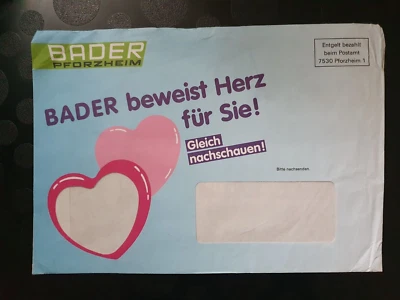 BADER
PFORZHEIM
Entgelt bezahlt
beim Postamt
7530 Pforzheim 1
BADER beweist Herz
für Sie!
Gleich
nachschauen!
Bitte nachsenden.